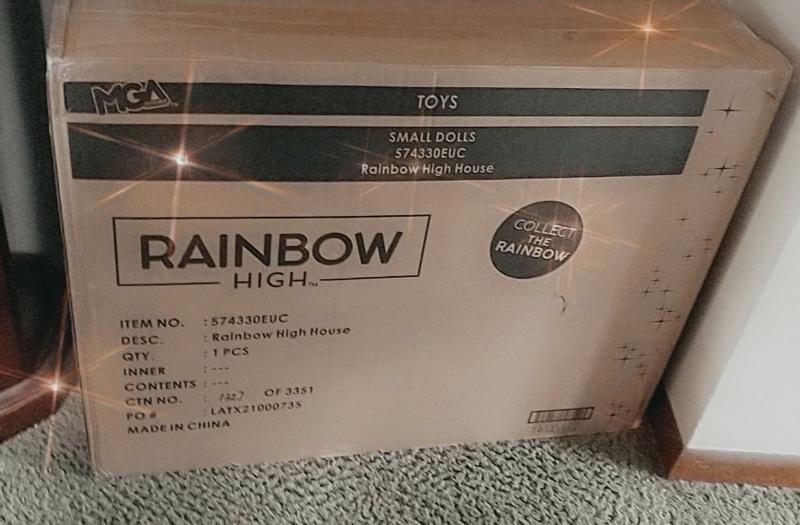 MGA
TOYS
SMALL DOLLS
574330EUC
Rainbow High House
RAINBOW
HIGH™
COLLECT
THE
RAINBOW
ITEM NO. : 574330EUC
DESC. : Rainbow High House
QTY. : 1 PCS
INNER : ---
CONTENTS : ---
CTN NO. : OF 3351
PO # : LATX21000735
MADE IN CHINA